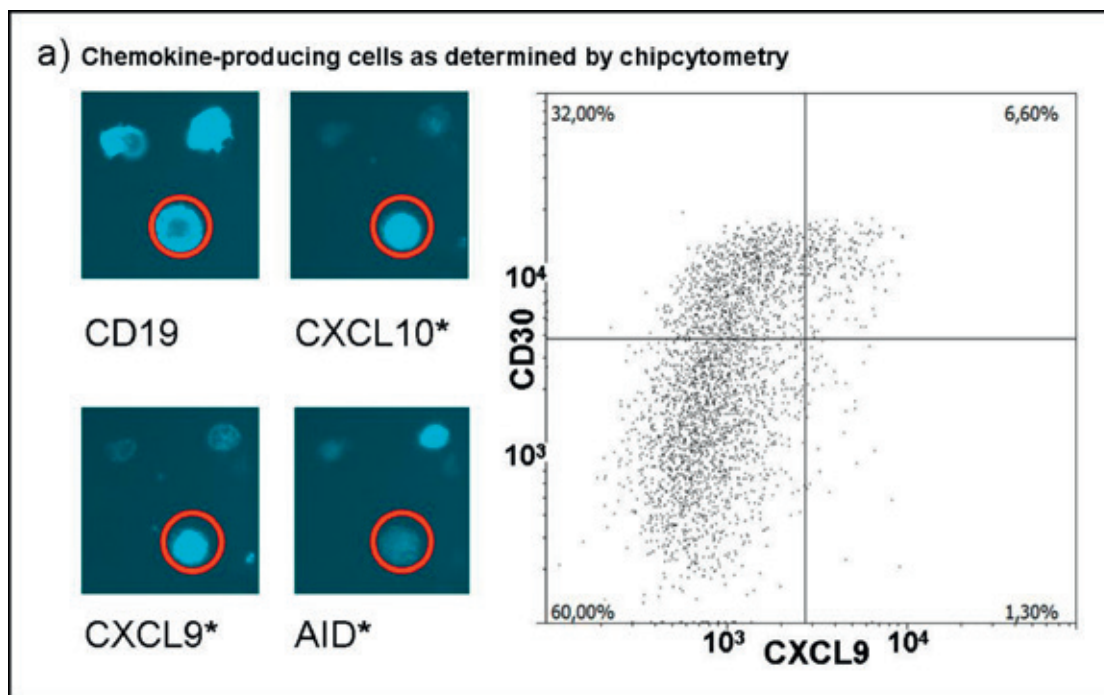 a) Chemokine-producing cells as determined by chipcytometry
CD19
CXCL10*
CXCL9*
AID*
32,00%
6,60%
10⁴
CD30
10³
60,00%
1,30%
10³
10⁴
CXCL9